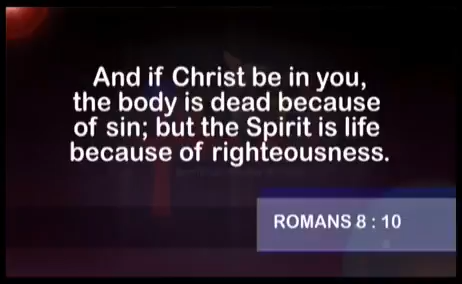 And if Christ be in you,
the body is dead because
of sin; but the Spirit is life
because of righteousness.
ROMANS 8 : 10